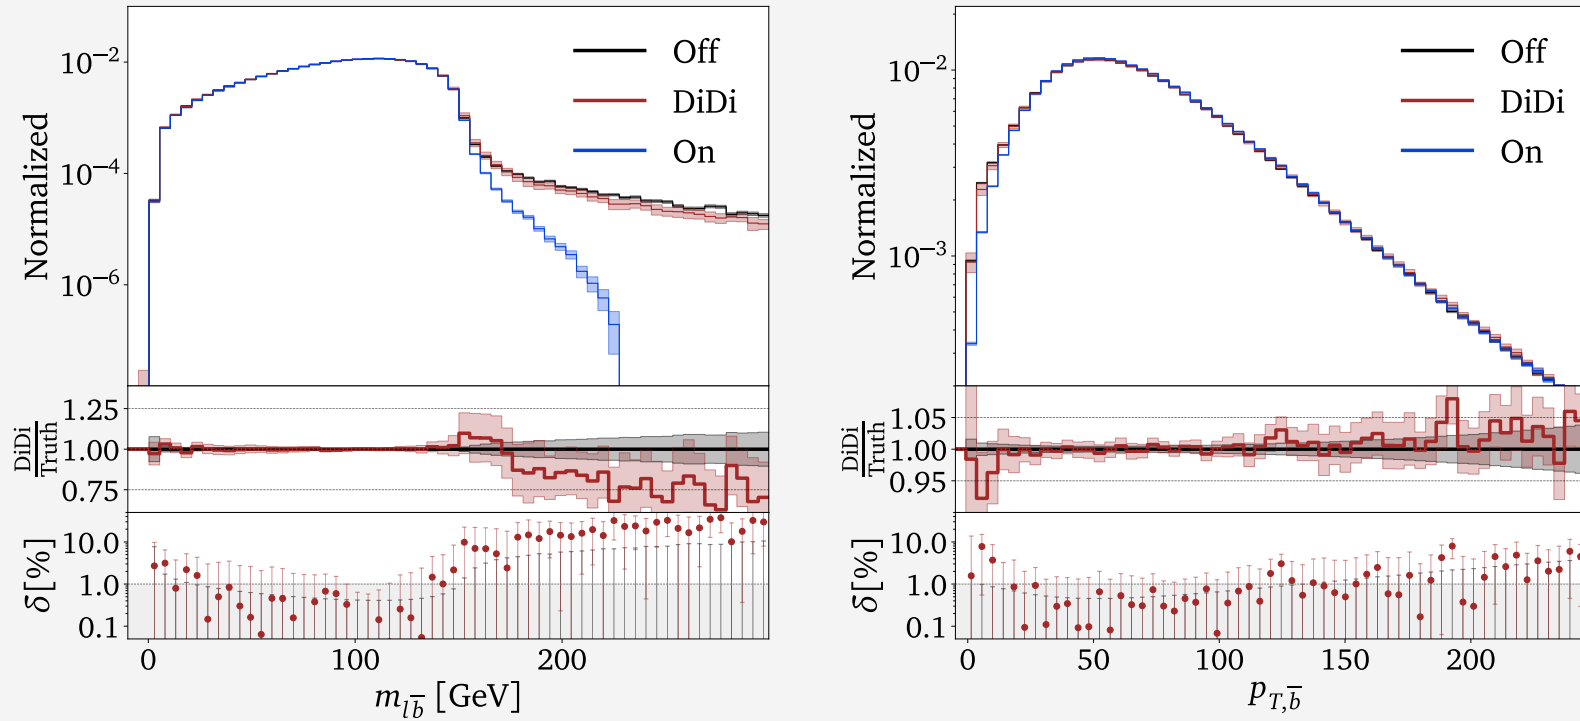 Off
DiDi
On
Normalized
10⁻²
10⁻⁴
10⁻⁶
DiDi
Truth
1.25
1.00
0.75
δ[%]
10.0
1.0
0.1
0 100 200
m_{l b̅} [GeV]
Off
DiDi
On
Normalized
10⁻²
10⁻³
DiDi
Truth
1.05
1.00
0.95
δ[%]
10.0
1.0
0.1
0 50 100 150 200
p_{T, b̅}